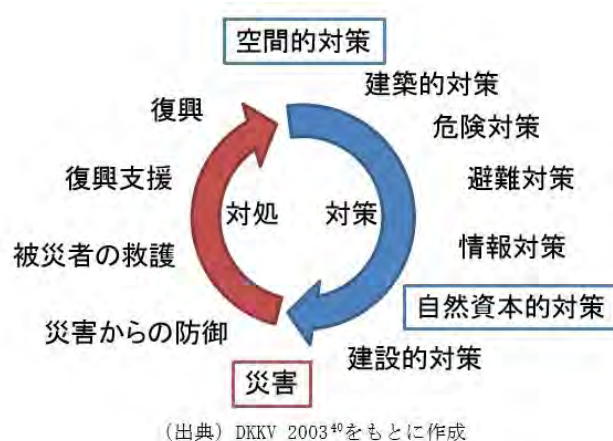 空間的対策
建築的対策
危険対策
避難対策
情報対策
自然資本的対策
建設的対策
災害
災害からの防御
被災者の救護
復興支援
復興
対処
対策
（出典）DKKV 2003⁴⁰をもとに作成